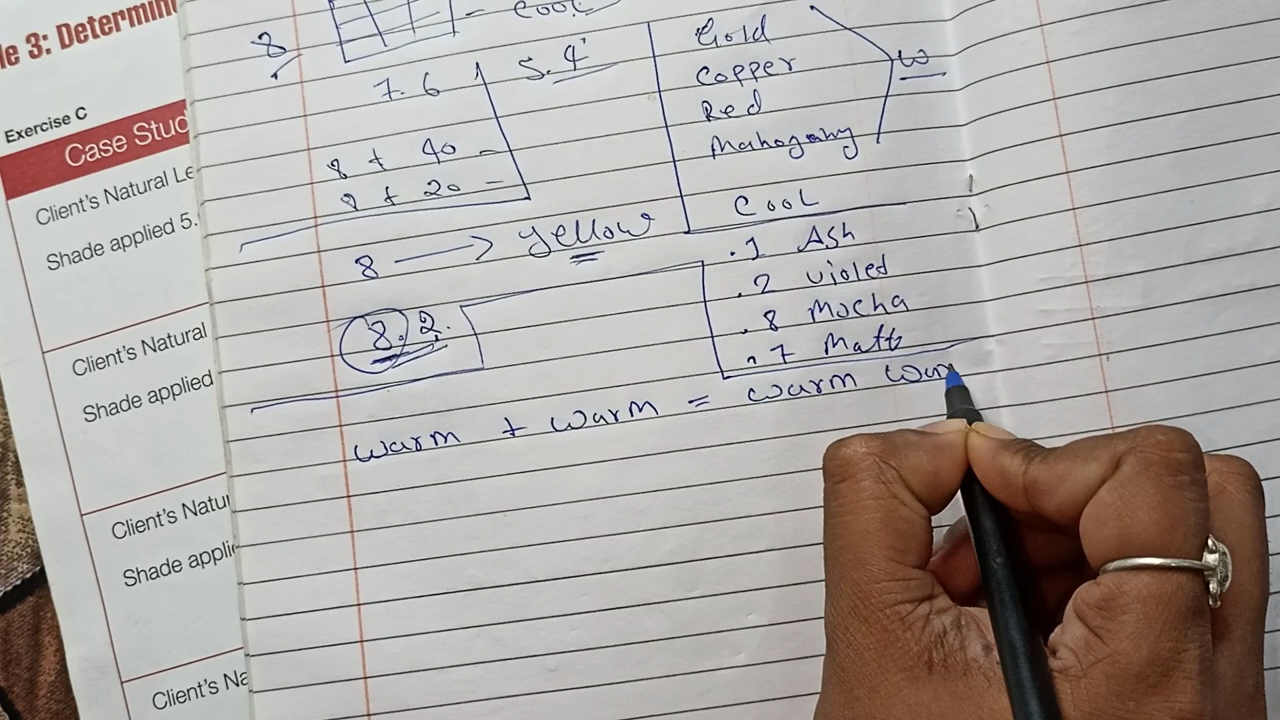 le 3: Determin
Exercise C
Case Stud
Client's Natural Le
Shade applied 5.
Client's Natural
Shade applied
Client's Natu
Shade appli
Client's Na
= Cool
8
7.6
5.4
8 + 40 -
8 + 20 =
8 → yellow
8.2.
Gold
Copper
Red
Mahogany
w
Cool
.1 Ash
.2 violed
.8 Mocha
.7 Matt
warm + warm = warm war